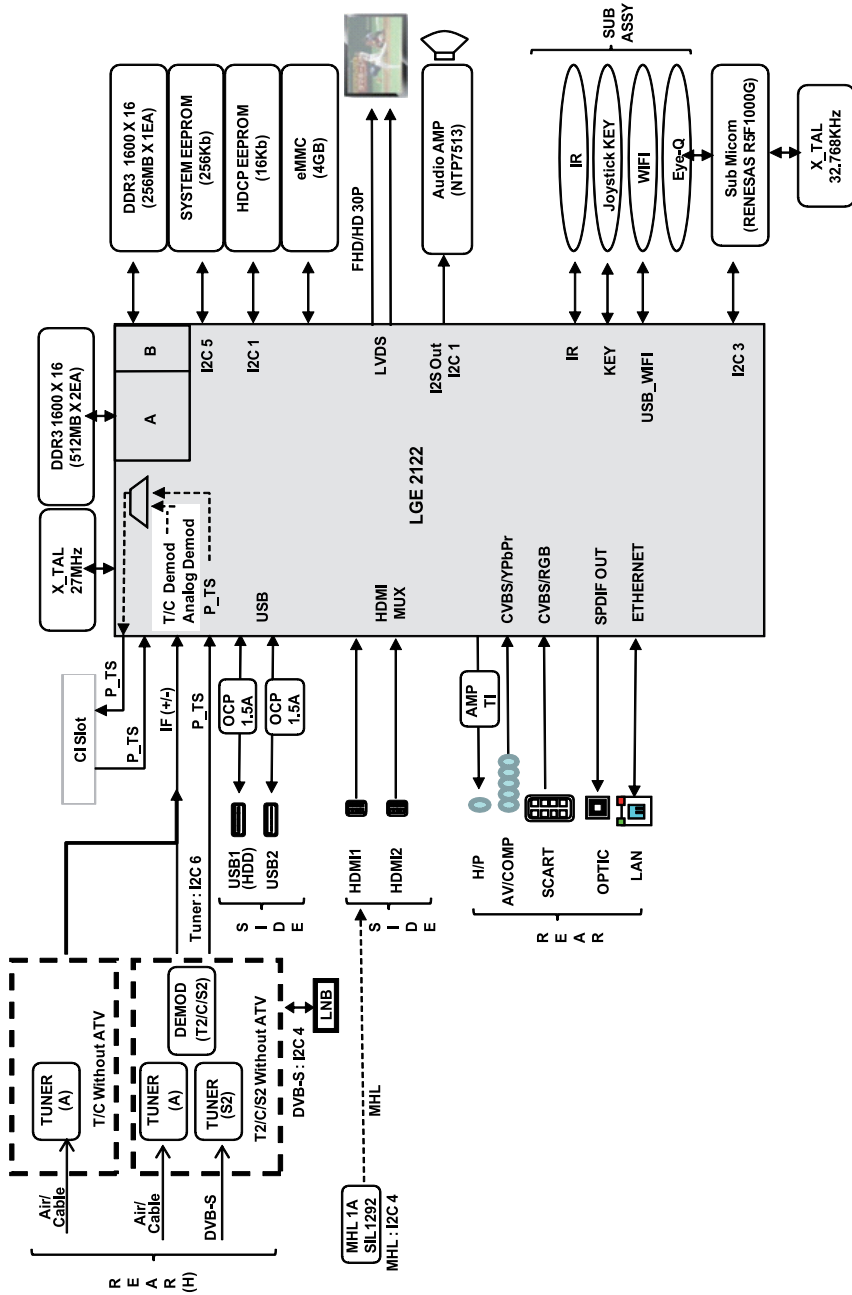 R E A R (H)
Air/
Cable
TUNER
(A)
T/C Without ATV
Air/
Cable
DVB-S
TUNER
(A)
TUNER
(S2)
DEMOD
(T2/C/S2)
T2/C/S2 Without ATV
DVB-S : I2C 4
LNB
Tuner : I2C 6
MHL 1A
SIL1292
MHL : I2C 4
MHL
CI Slot
P_TS
P_TS
IF (+/-)
P_TS
S I D E
USB1
(HDD)
USB2
OCP
1.5A
OCP
1.5A
S I D E
HDMI1
HDMI2
R E A R
H/P
AV/COMP
SCART
OPTIC
LAN
AMP
TI
X_TAL
27MHz
DDR3 1600 X 16
(512MB X 2EA)
A
B
T/C Demod
Analog Demod
P_TS
USB
HDMI
MUX
CVBS/YPbPr
CVBS/RGB
SPDIF OUT
ETHERNET
LGE 2122
I2C 5
I2C 1
LVDS
I2S Out
I2C 1
IR
KEY
USB_WIFI
I2C 3
DDR3 1600 X 16
(256MB X 1EA)
SYSTEM EEPROM
(256Kb)
HDCP EEPROM
(16Kb)
eMMC
(4GB)
FHD/HD 30P
Audio AMP
(NTP7513)
IR
Joystick KEY
WIFI
Eye-Q
SUB
ASSY
Sub Micom
(RENESAS R5F1000G)
X_TAL
32.768KHz